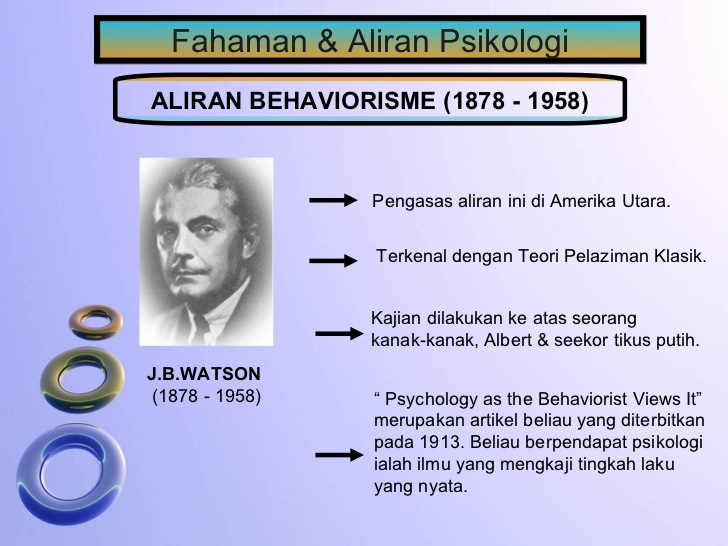 Fahaman & Aliran Psikologi
ALIRAN BEHAVIORISME (1878 - 1958)
Pengasas aliran ini di Amerika Utara.
Terkenal dengan Teori Pelaziman Klasik.
Kajian dilakukan ke atas seorang
kanak-kanak, Albert & seekor tikus putih.
J.B.WATSON
(1878 - 1958)
“ Psychology as the Behaviorist Views It”
merupakan artikel beliau yang diterbitkan
pada 1913. Beliau berpendapat psikologi
ialah ilmu yang mengkaji tingkah laku
yang nyata.